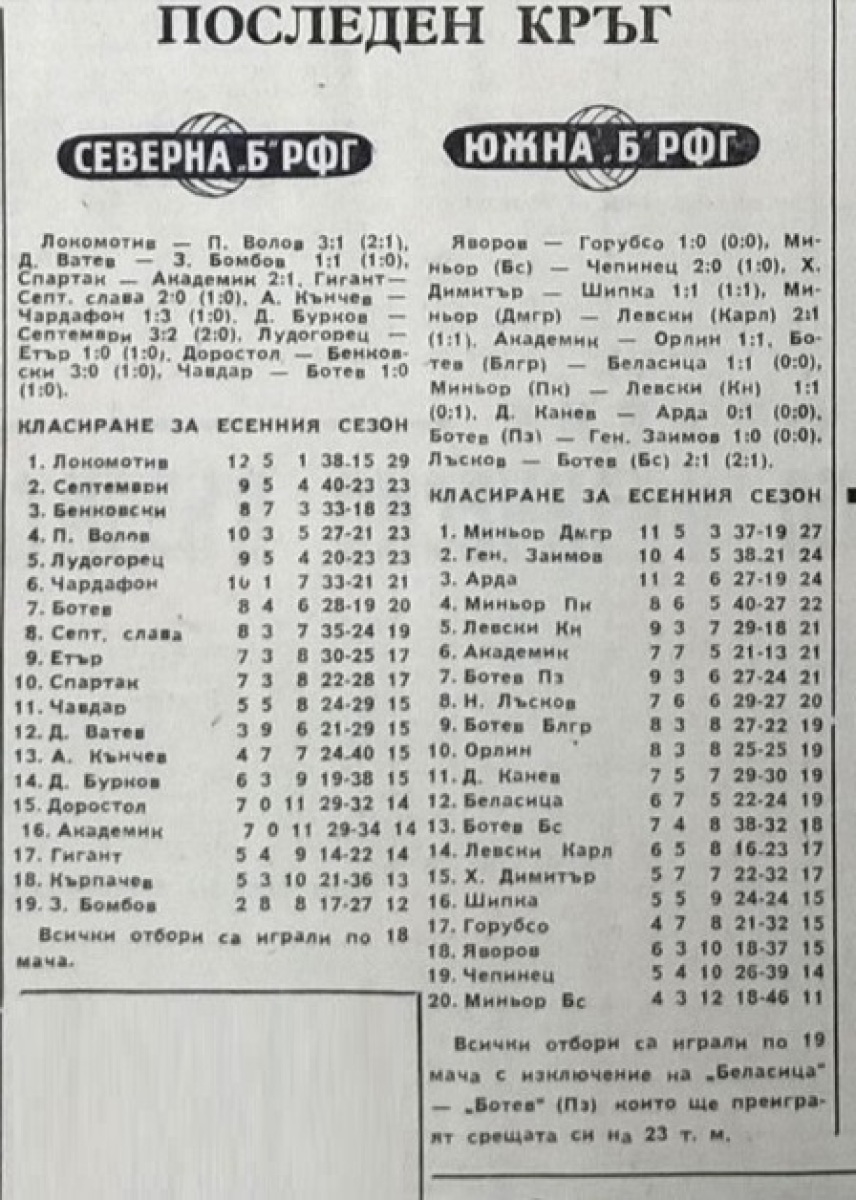 ПОСЛЕДЕН КРЪГ
СЕВЕРНА „Б" РФГ
Локомотив — П. Волов 3:1 (2:1),
Д. Ватев — З. Бомбов 1:1 (1:0),
Спартак — Академик 2:1, Гигант—
Септ. слава 2:0 (1:0), А. Кънчев —
Чардафон 1:3 (1:0), Д. Бурков —
Септември 3:2 (2:0), Лудогорец —
Етър 1:0 (1:0), Доростол — Бенков-
ски 3:0 (1:0), Чавдар — Ботев 1:0
(1:0).
КЛАСИРАНЕ ЗА ЕСЕННИЯ СЕЗОН
1. Локомотив 12 5 1 38-15 29
2. Септември 9 5 4 40-23 23
3. Бенковски 8 7 3 33-18 23
4. П. Волов 10 3 5 27-21 23
5. Лудогорец 9 5 4 20-23 23
6. Чардафон 10 1 7 33-21 21
7. Ботев 8 4 6 28-19 20
8. Септ. слава 8 3 7 35-24 19
9. Етър 7 3 8 30-25 17
10. Спартак 7 3 8 22-28 17
11. Чавдар 5 5 8 24-29 15
12. Д. Ватев 3 9 6 21-29 15
13. А. Кънчев 4 7 7 24-40 15
14. Д. Бурков 6 3 9 19-38 15
15. Доростол 7 0 11 29-32 14
16. Академик 7 0 11 29-34 14
17. Гигант 5 4 9 14-22 14
18. Кърпачев 5 3 10 21-36 13
19. З. Бомбов 2 8 8 17-27 12
Всички отбори са играли по 18
мача.
ЮЖНА „Б" РФГ
Яворов — Горубсо 1:0 (0:0), Ми-
ньор (Бс) — Чепинец 2:0 (1:0), Х.
Димитър — Шипка 1:1 (1:1), Ми-
ньор (Дмгр) — Левски (Карл) 2:1
(1:1), Академик — Орлин 1:1, Бо-
тев (Блгр) — Беласица 1:1 (0:0),
Миньор (Пк) — Левски (Кн) 1:1
(0:1), Д. Канев — Арда 0:1 (0:0),
Ботев (Пз) — Ген. Заимов 1:0 (0:0),
Лъсков — Ботев (Бс) 2:1 (2:1).
КЛАСИРАНЕ ЗА ЕСЕННИЯ СЕЗОН
1. Миньор Дмгр 11 5 3 37-19 27
2. Ген. Заимов 10 4 5 38.21 24
3. Арда 11 2 6 27-19 24
4. Миньор Пк 8 6 5 40-27 22
5. Левски Кн 9 3 7 29-18 21
6. Академик 7 7 5 21-13 21
7. Ботев Пз 9 3 6 27-24 21
8. Н. Лъсков 7 6 6 29-27 20
9. Ботев Блгр 8 3 8 27-22 19
10. Орлин 8 3 8 25-25 19
11. Д. Канев 7 5 7 29-30 19
12. Беласица 6 7 5 22-24 19
13. Ботев Бс 7 4 8 38-32 18
14. Левски Карл 6 5 8 16.23 17
15. Х. Димитър 5 7 7 22-32 17
16. Шипка 5 5 9 24-24 15
17. Горубсо 4 7 8 21-32 15
18. Яворов 6 3 10 18-37 15
19. Чепинец 5 4 10 26-39 14
20. Миньор Бс 4 3 12 18-46 11
Всички отбори са играли по 19
мача с изключение на „Беласица"
— „Ботев" (Пз) които ще преигра-
ят срещата си на 23 т. м.